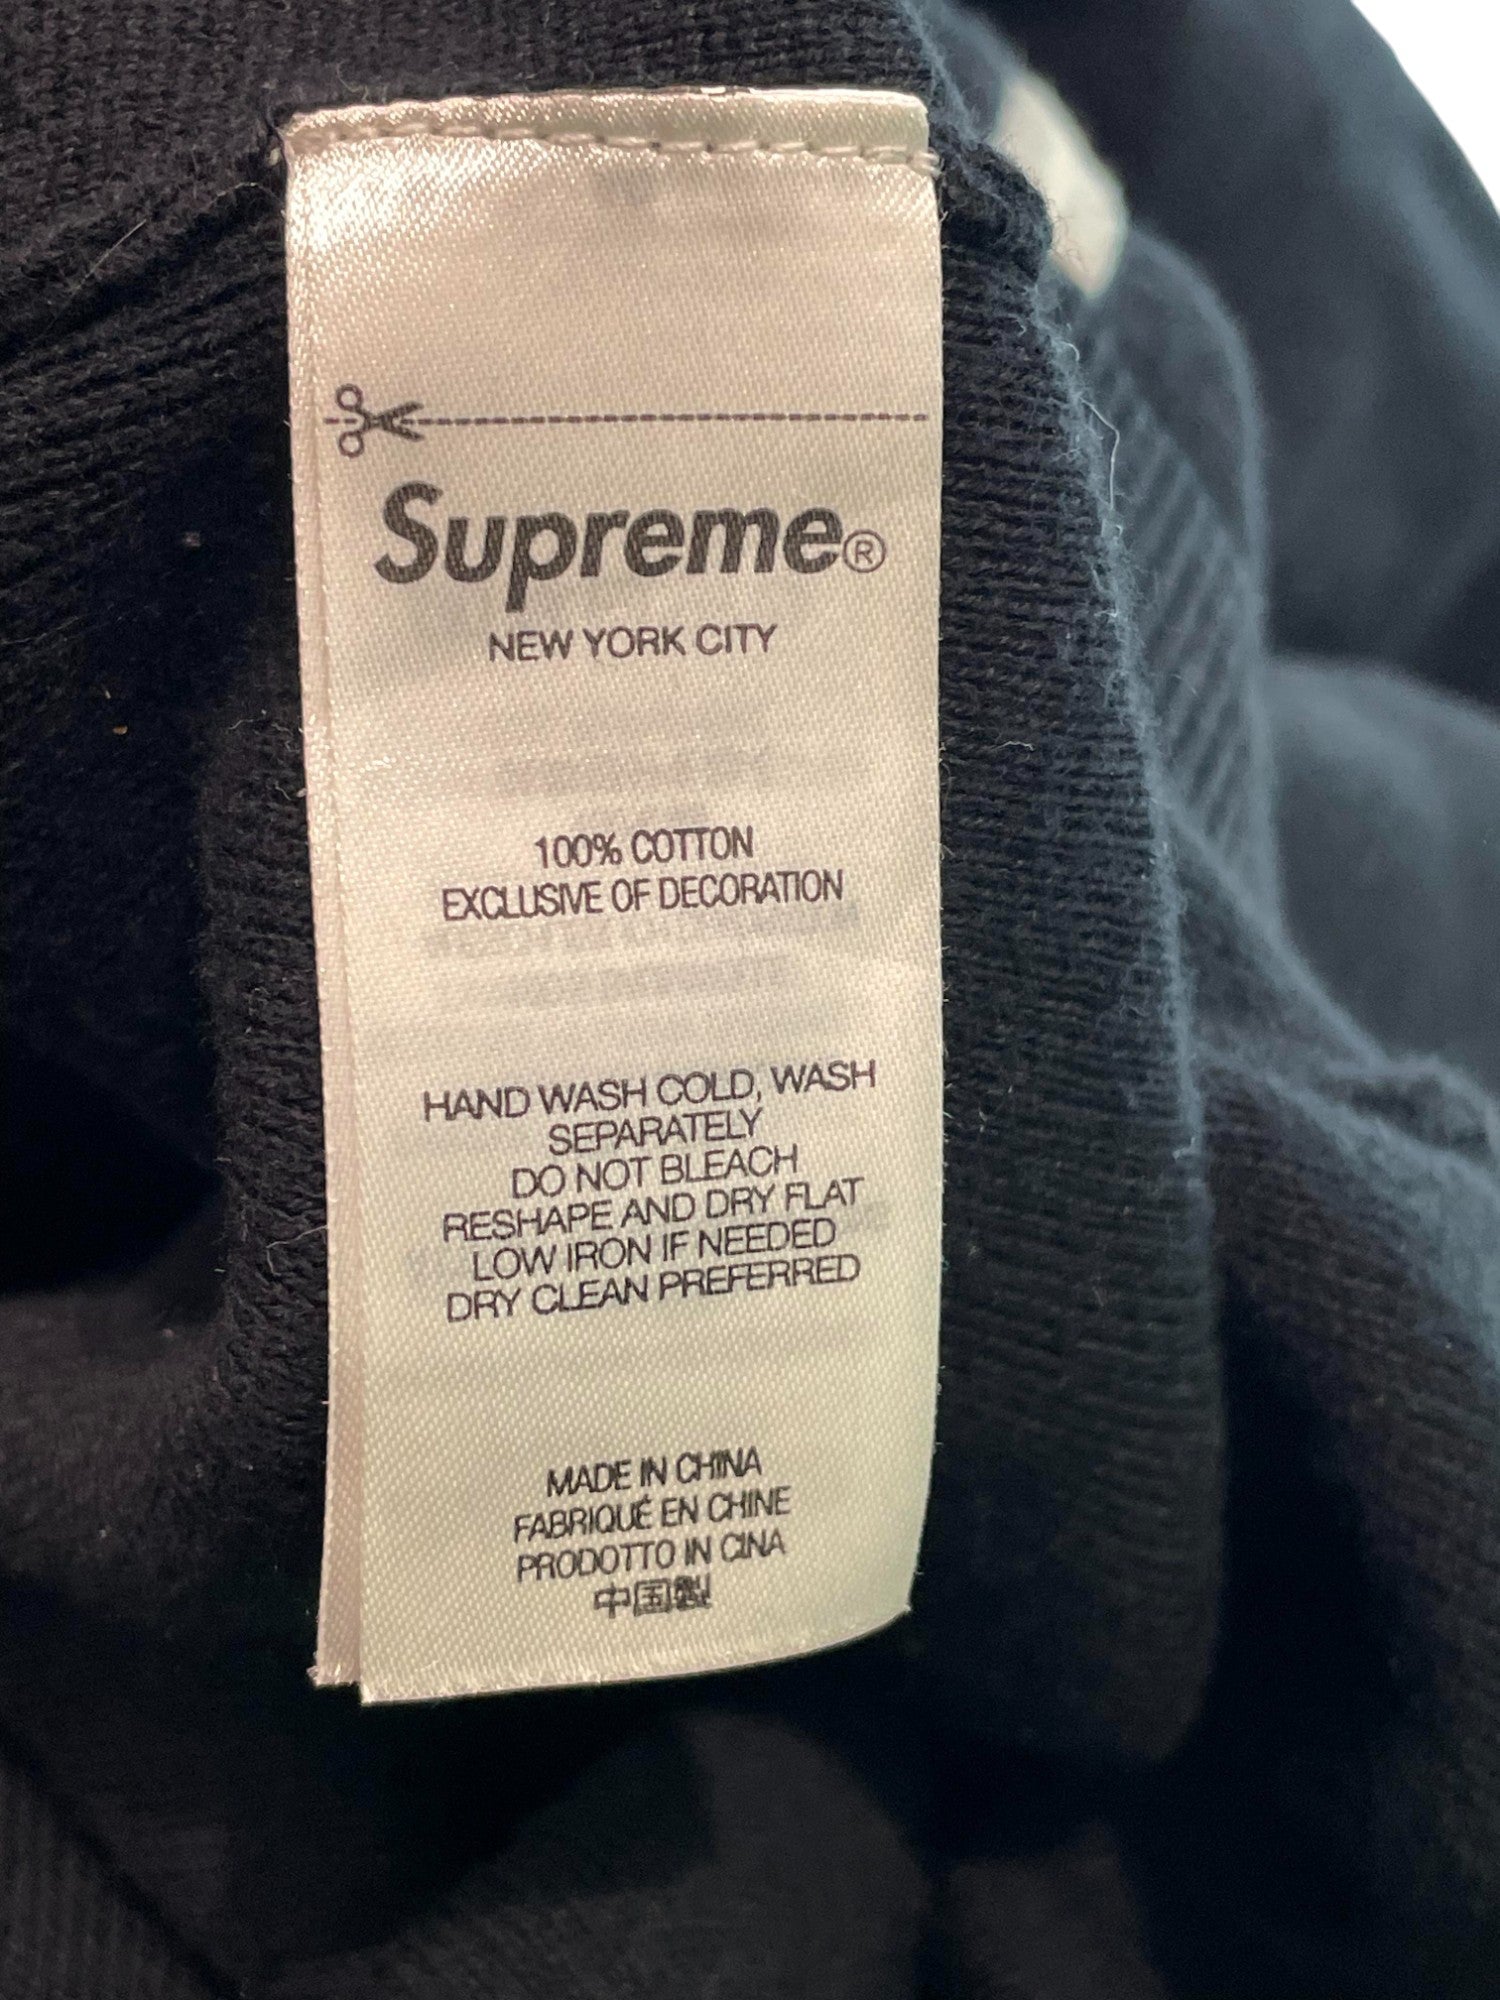 Supreme®
NEW YORK CITY
100% COTTON
EXCLUSIVE OF DECORATION
HAND WASH COLD, WASH
SEPARATELY
DO NOT BLEACH
RESHAPE AND DRY FLAT
LOW IRON IF NEEDED
DRY CLEAN PREFERRED
MADE IN CHINA
FABRIQUÉ EN CHINE
PRODOTTO IN CINA
中国製